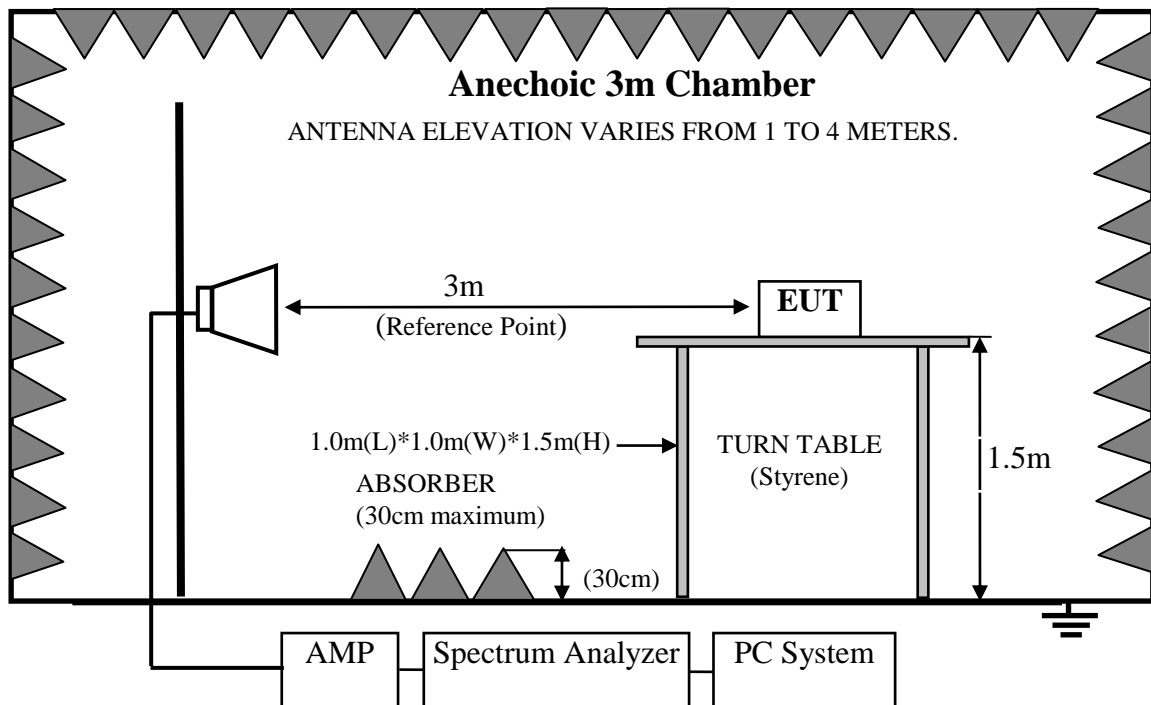 Anechoic 3m Chamber
ANTENNA ELEVATION VARIES FROM 1 TO 4 METERS.
3m
(Reference Point)
EUT
1.0m(L)*1.0m(W)*1.5m(H)
TURN TABLE
(Styrene)
1.5m
ABSORBER
(30cm maximum)
(30cm)
AMP
Spectrum Analyzer
PC System